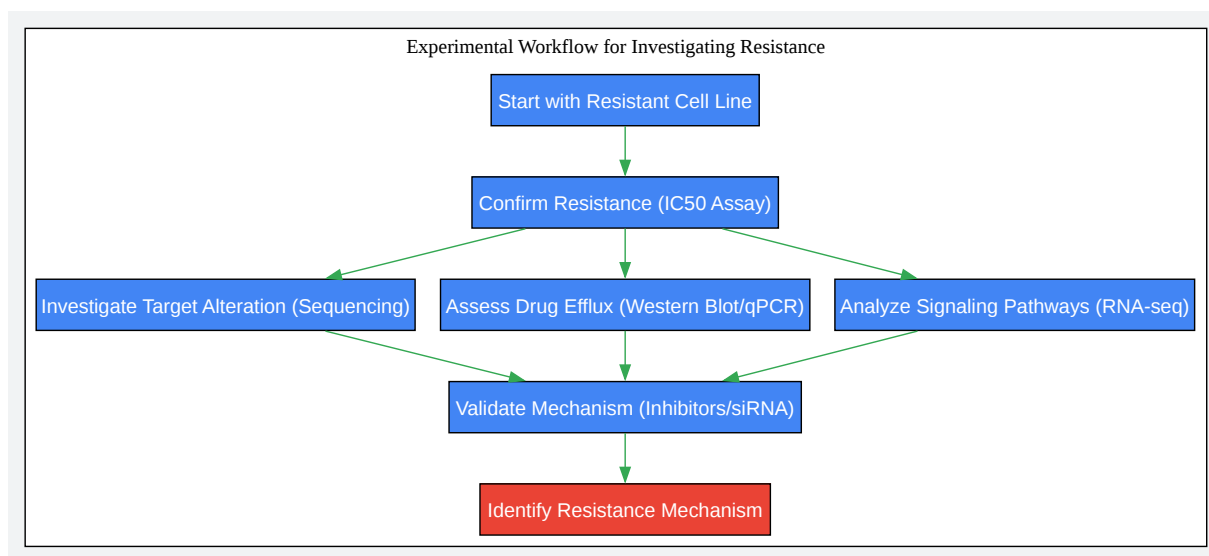 Experimental Workflow for Investigating Resistance
Start with Resistant Cell Line
Confirm Resistance (IC50 Assay)
Investigate Target Alteration (Sequencing)
Assess Drug Efflux (Western Blot/qPCR)
Analyze Signaling Pathways (RNA-seq)
Validate Mechanism (Inhibitors/siRNA)
Identify Resistance Mechanism